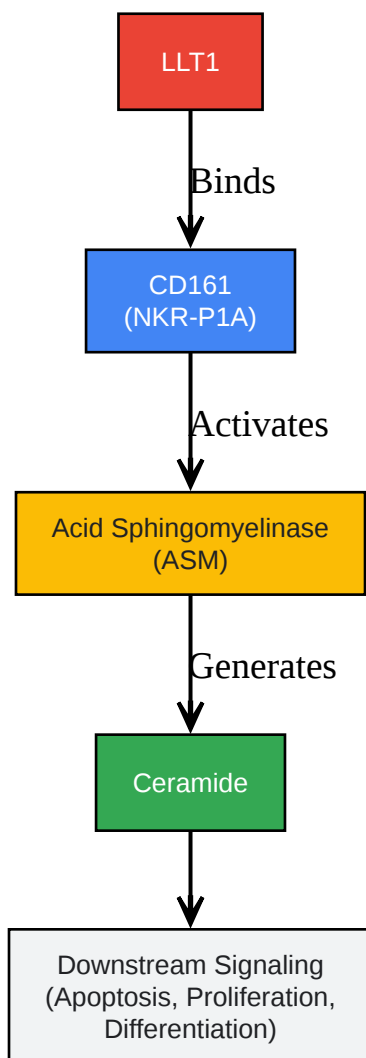 LLT1
Binds
CD161
(NKR-P1A)
Activates
Acid Sphingomyelinase
(ASM)
Generates
Ceramide
Downstream Signaling
(Apoptosis, Proliferation,
Differentiation)